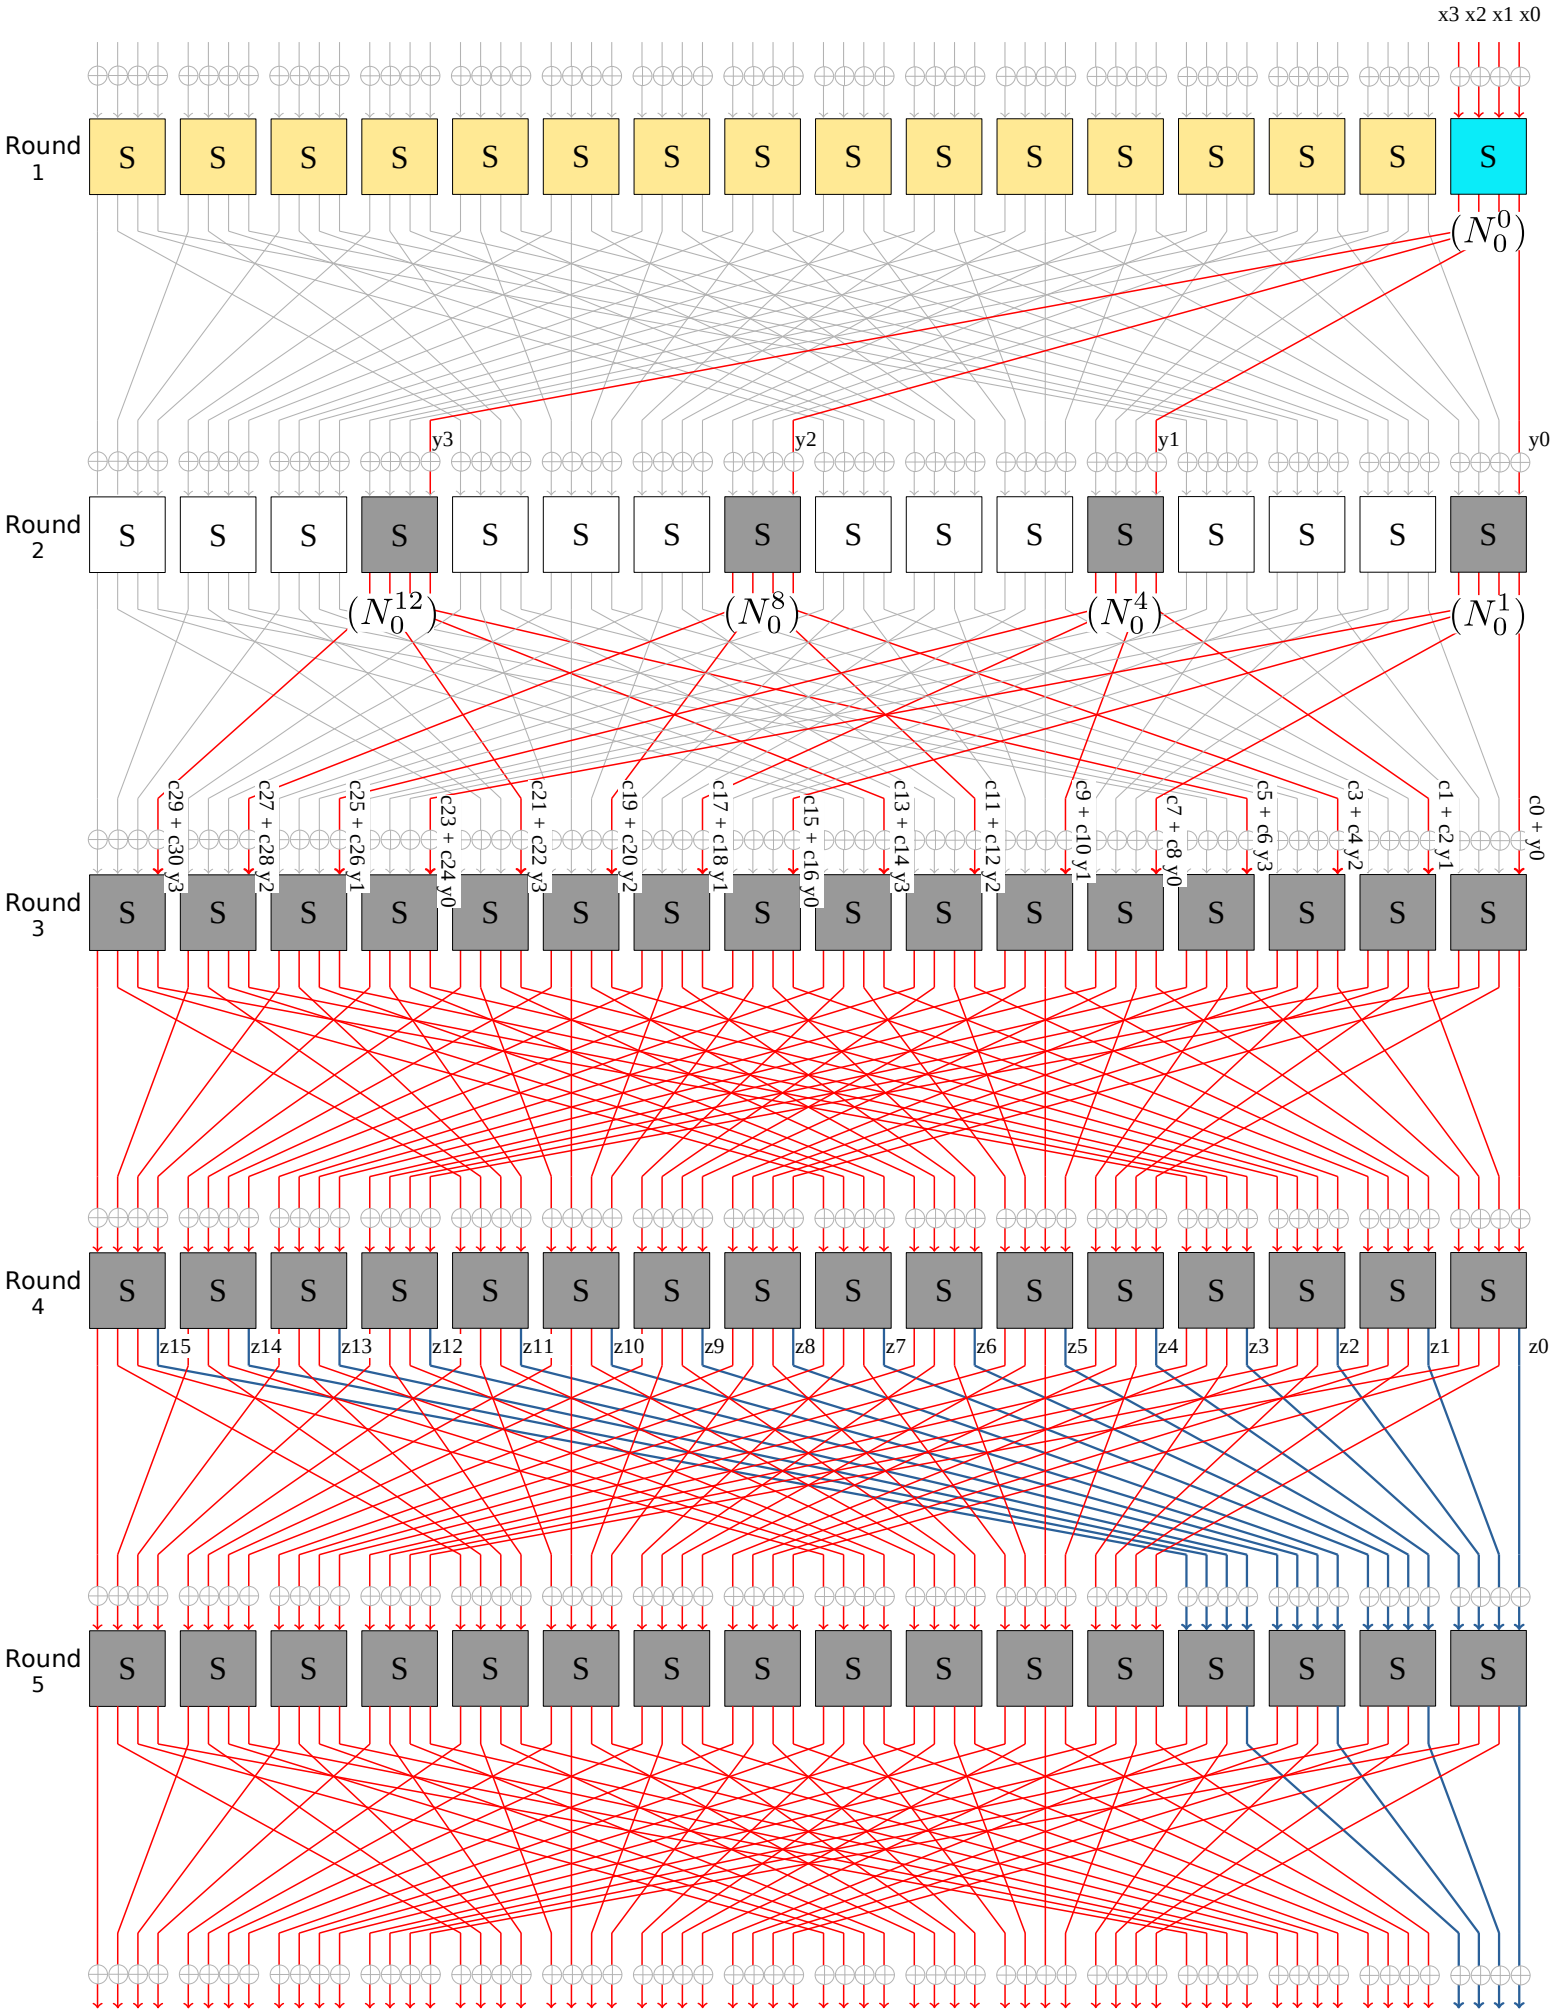 x3 x2 x1 x0
Round 1 S S S S S S S S S S S S S S S S
(N_0^0)
y3 y2 y1 y0
Round 2 S S S S S S S S S S S S S S S S
(N_0^12) (N_0^8) (N_0^4) (N_0^1)
c29 + c30 y3
c27 + c28 y2
c25 + c26 y1
c23 + c24 y0
c21 + c22 y3
c19 + c20 y2
c17 + c18 y1
c15 + c16 y0
c13 + c14 y3
c11 + c12 y2
c9 + c10 y1
c7 + c8 y0
c5 + c6 y3
c3 + c4 y2
c1 + c2 y1
c0 + y0
Round 3 S S S S S S S S S S S S S S S S
Round 4 S S S S S S S S S S S S S S S S
z15 z14 z13 z12 z11 z10 z9 z8 z7 z6 z5 z4 z3 z2 z1 z0
Round 5 S S S S S S S S S S S S S S S S